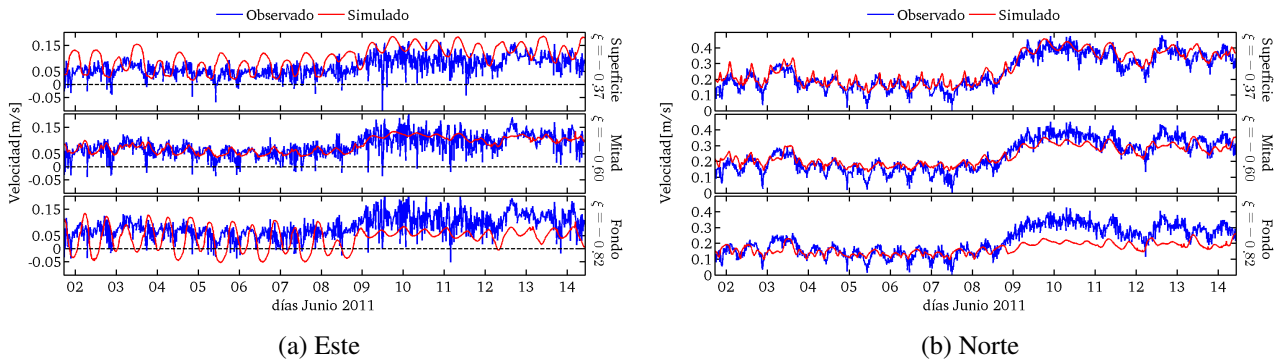 Observado Simulado
Velocidad[m/s]
0.15
0.05
0
-0.05
Superfície
ξ = −0,37
0.15
0.05
0
-0.05
Mitad
ξ = −0,60
0.15
0.05
0
-0.05
Fondo
ξ = −0,82
02 03 04 05 06 07 08 09 10 11 12 13 14
días Junio 2011
(a) Este
Observado Simulado
Velocidad[m/s]
0.4
0.3
0.2
0.1
0
Superfície
ξ = −0,37
0.4
0.3
0.2
0.1
0
Mitad
ξ = −0,60
0.4
0.3
0.2
0.1
0
Fondo
ξ = −0,82
02 03 04 05 06 07 08 09 10 11 12 13 14
días Junio 2011
(b) Norte